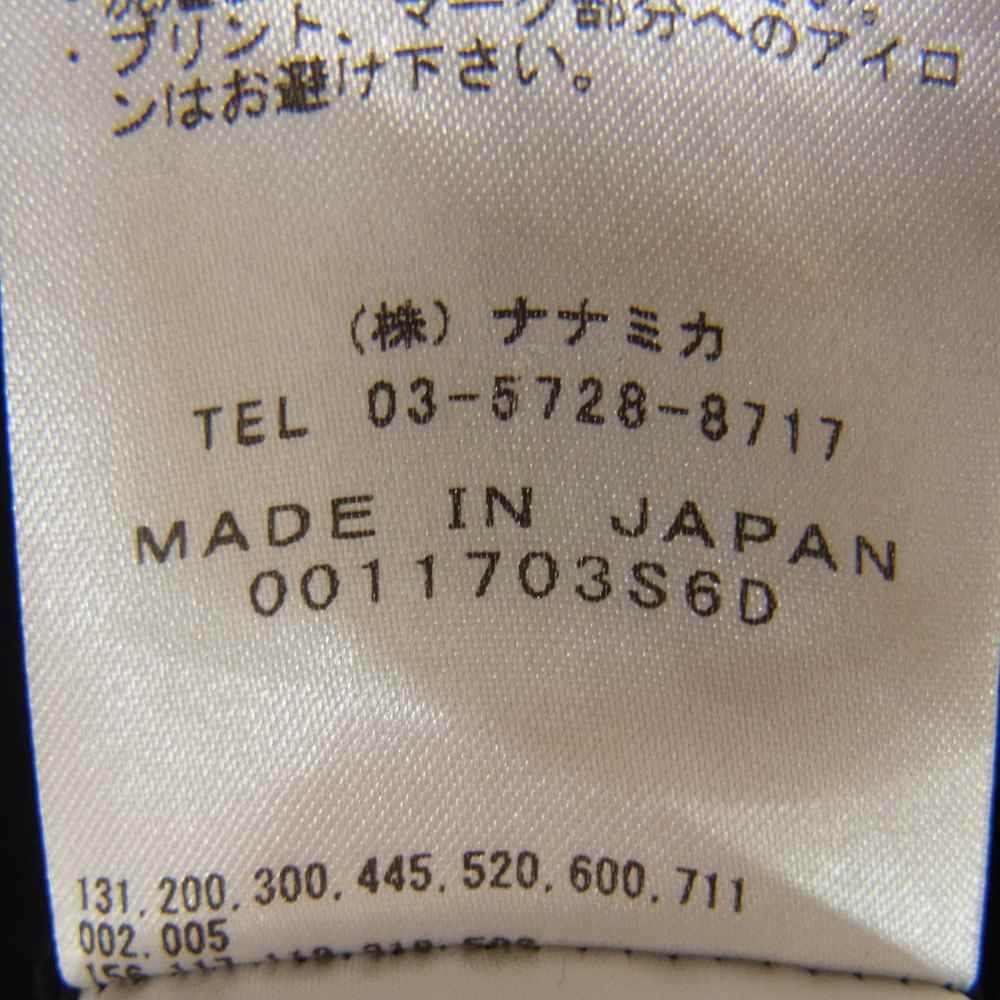 ・プリント、マーク部分へのアイロ
ンはお避け下さい。
(株) ナナミカ
TEL 03-5728-8717
MADE IN JAPAN
0011703S6D
131.200.300.445.520.600.711
002.005